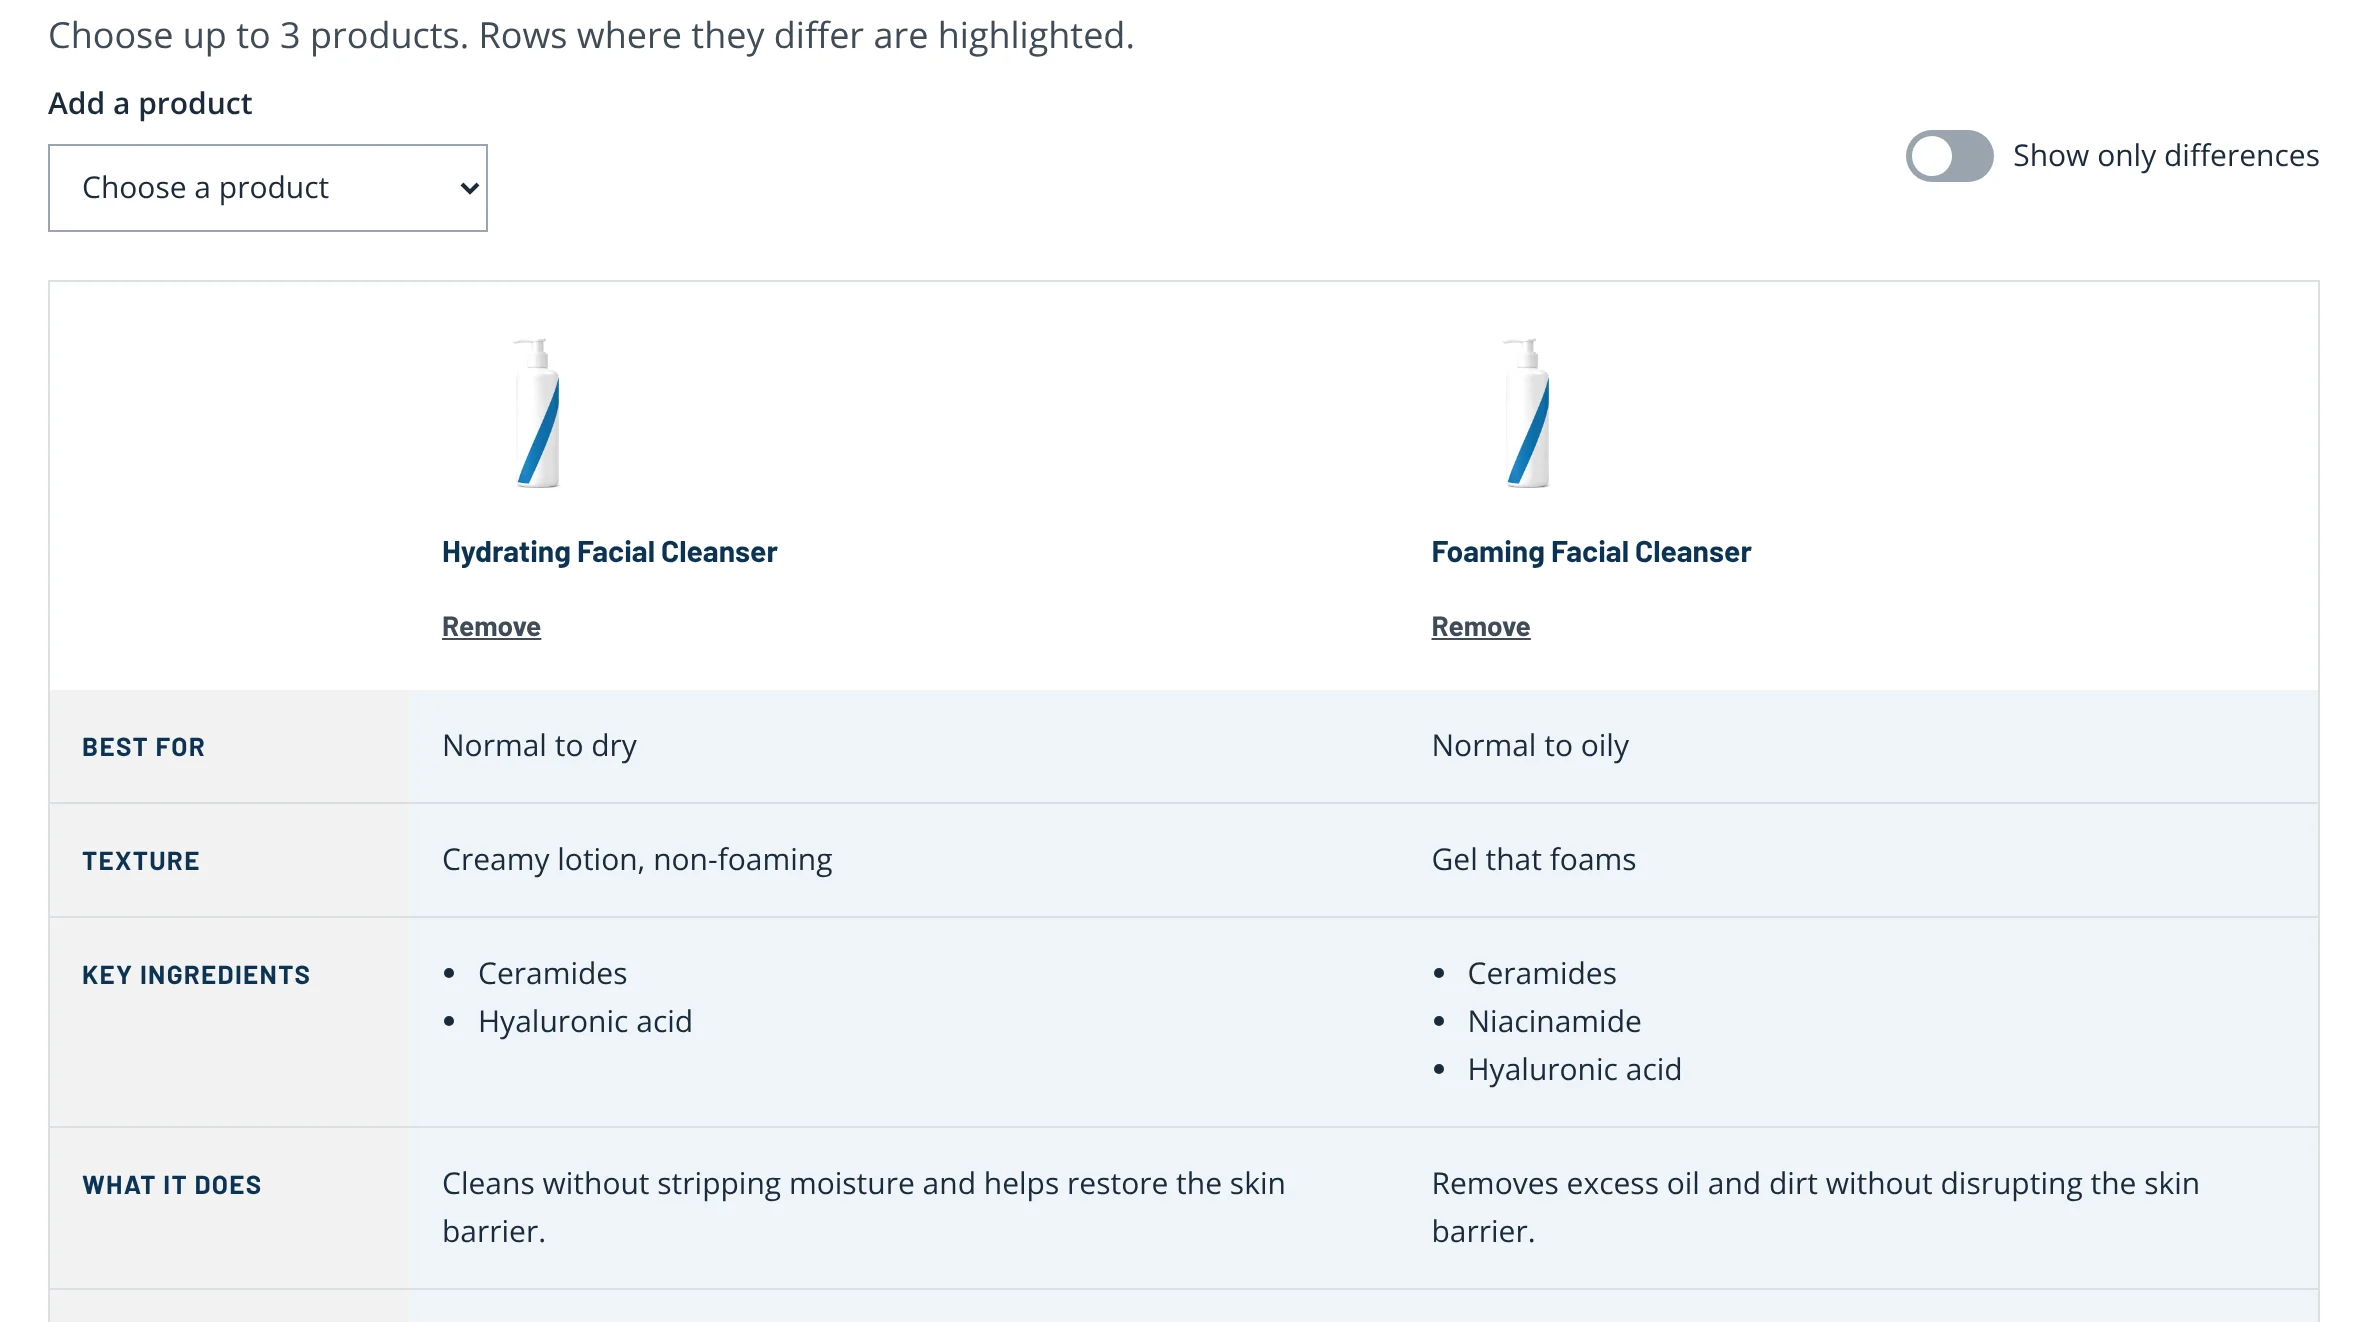 Choose up to 3 products. Rows where they differ are highlighted.
Add a product
Choose a product
Show only differences
Hydrating Facial Cleanser
Foaming Facial Cleanser
Remove
Remove
BEST FOR
Normal to dry
Normal to oily
TEXTURE
Creamy lotion, non-foaming
Gel that foams
KEY INGREDIENTS
• Ceramides
• Hyaluronic acid
• Ceramides
• Niacinamide
• Hyaluronic acid
WHAT IT DOES
Cleans without stripping moisture and helps restore the skin
barrier.
Removes excess oil and dirt without disrupting the skin
barrier.